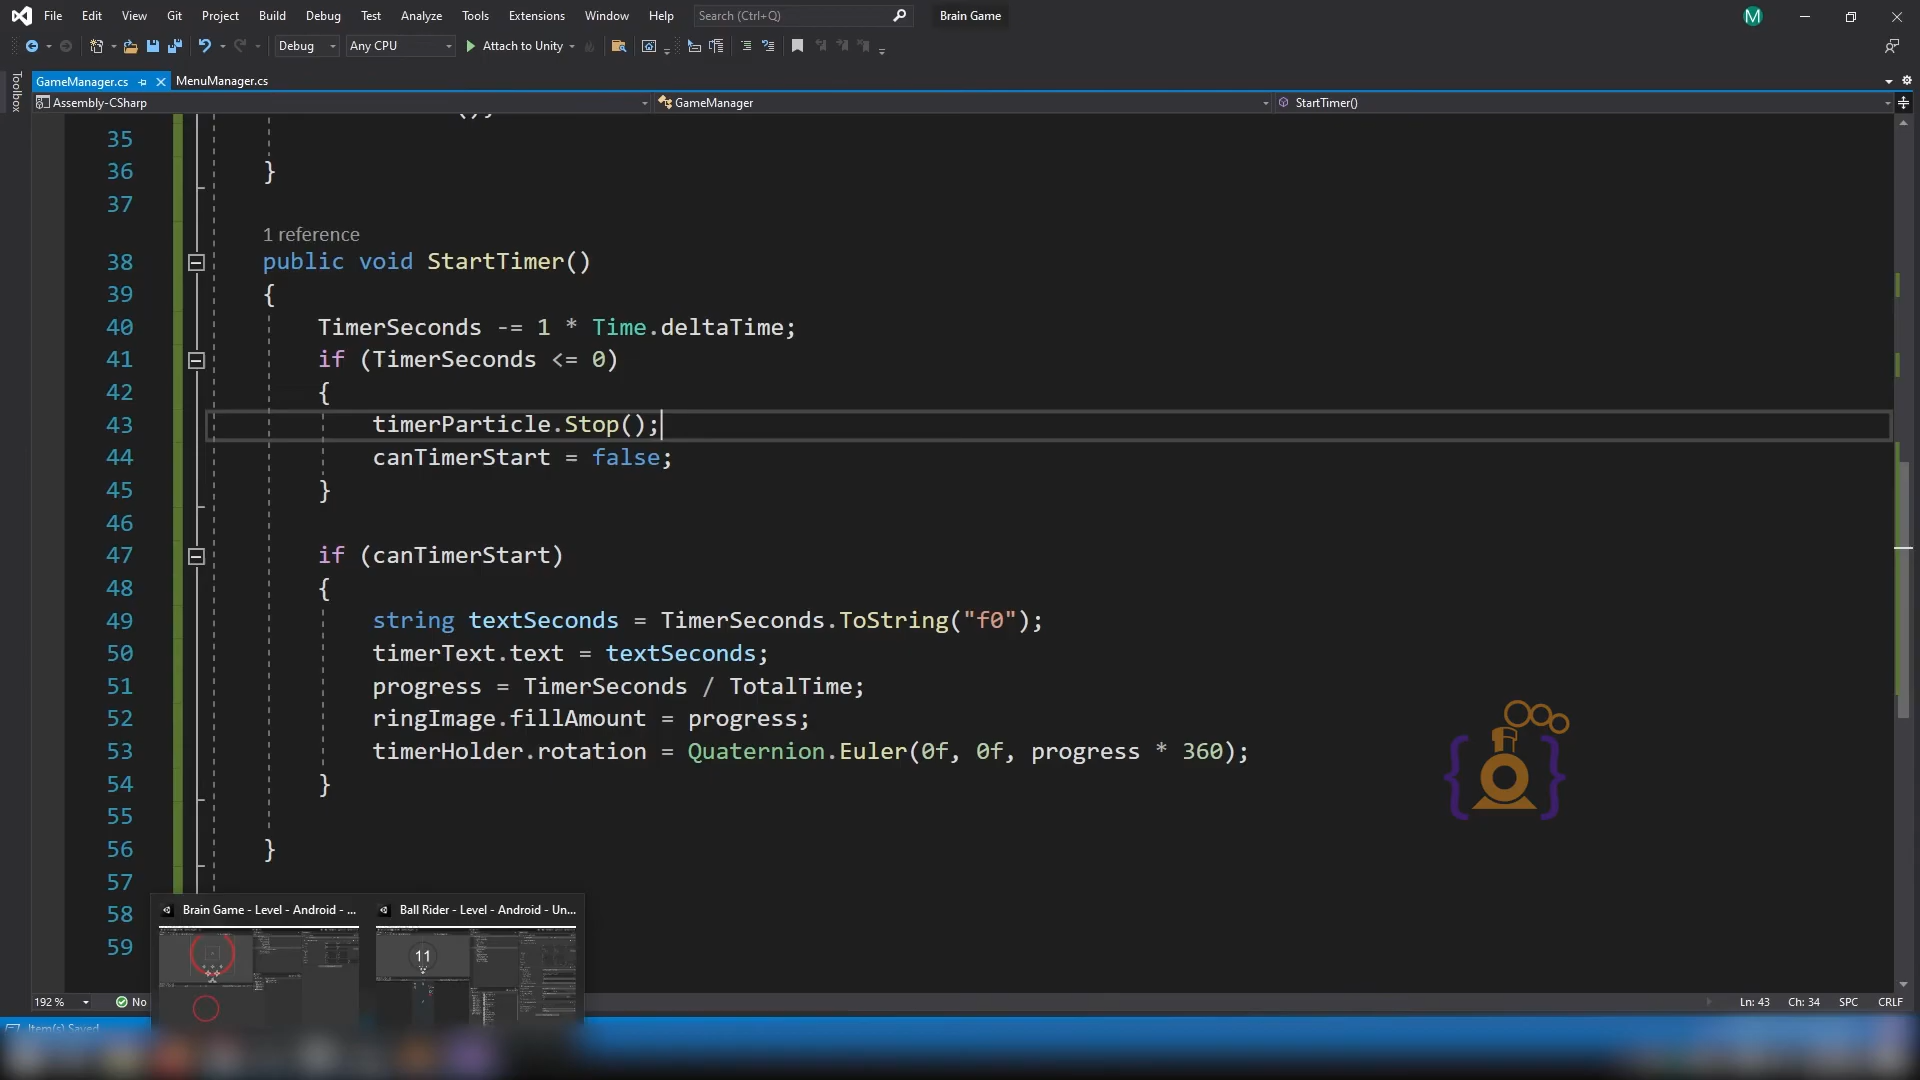 File Edit View Git Project Build Debug Test Analyze Tools Extensions Window Help Search (Ctrl+Q) Brain Game M
Debug Any CPU Attach to Unity
GameManager.cs MenuManager.cs
Toolbox
Assembly-CSharp GameManager StartTimer()
35
36 }
37
1 reference
38 public void StartTimer()
39 {
40 TimerSeconds -= 1 * Time.deltaTime;
41 if (TimerSeconds <= 0)
42 {
43 timerParticle.Stop();
44 canTimerStart = false;
45 }
46
47 if (canTimerStart)
48 {
49 string textSeconds = TimerSeconds.ToString("f0");
50 timerText.text = textSeconds;
51 progress = TimerSeconds / TotalTime;
52 ringImage.fillAmount = progress;
53 timerHolder.rotation = Quaternion.Euler(0f, 0f, progress * 360);
54 }
55
56 }
57
58
59
Brain Game - Level - Android - ... Ball Rider - Level - Android - Un...
11
192 % No Ln: 43 Ch: 34 SPC CRLF
Item(s) Saved